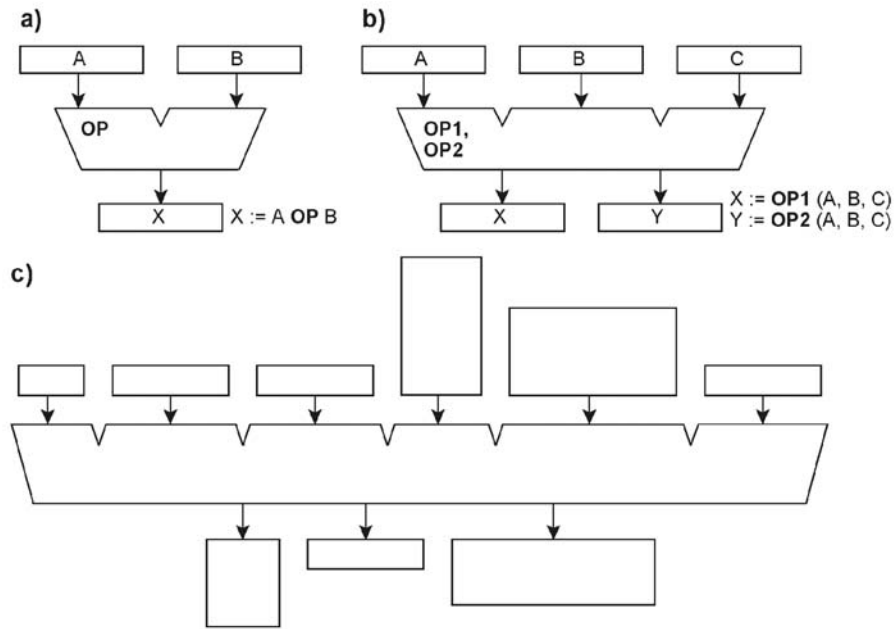 a)
A
B
OP
X
X := A OP B
b)
A
B
C
OP1,
OP2
X
Y
X := OP1 (A, B, C)
Y := OP2 (A, B, C)
c)